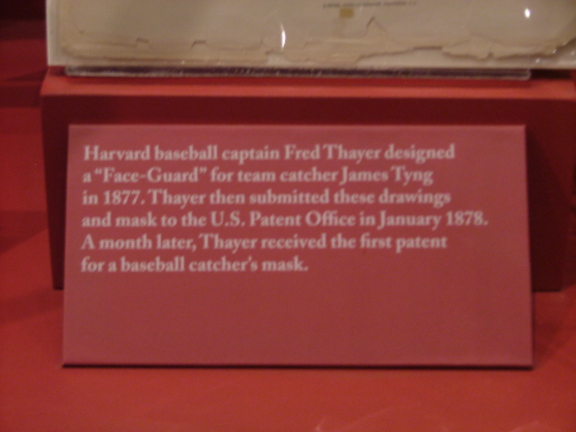 Harvard baseball captain Fred Thayer designed
a “Face-Guard” for team catcher James Tyng
in 1877. Thayer then submitted these drawings
and mask to the U.S. Patent Office in January 1878.
A month later, Thayer received the first patent
for a baseball catcher’s mask.